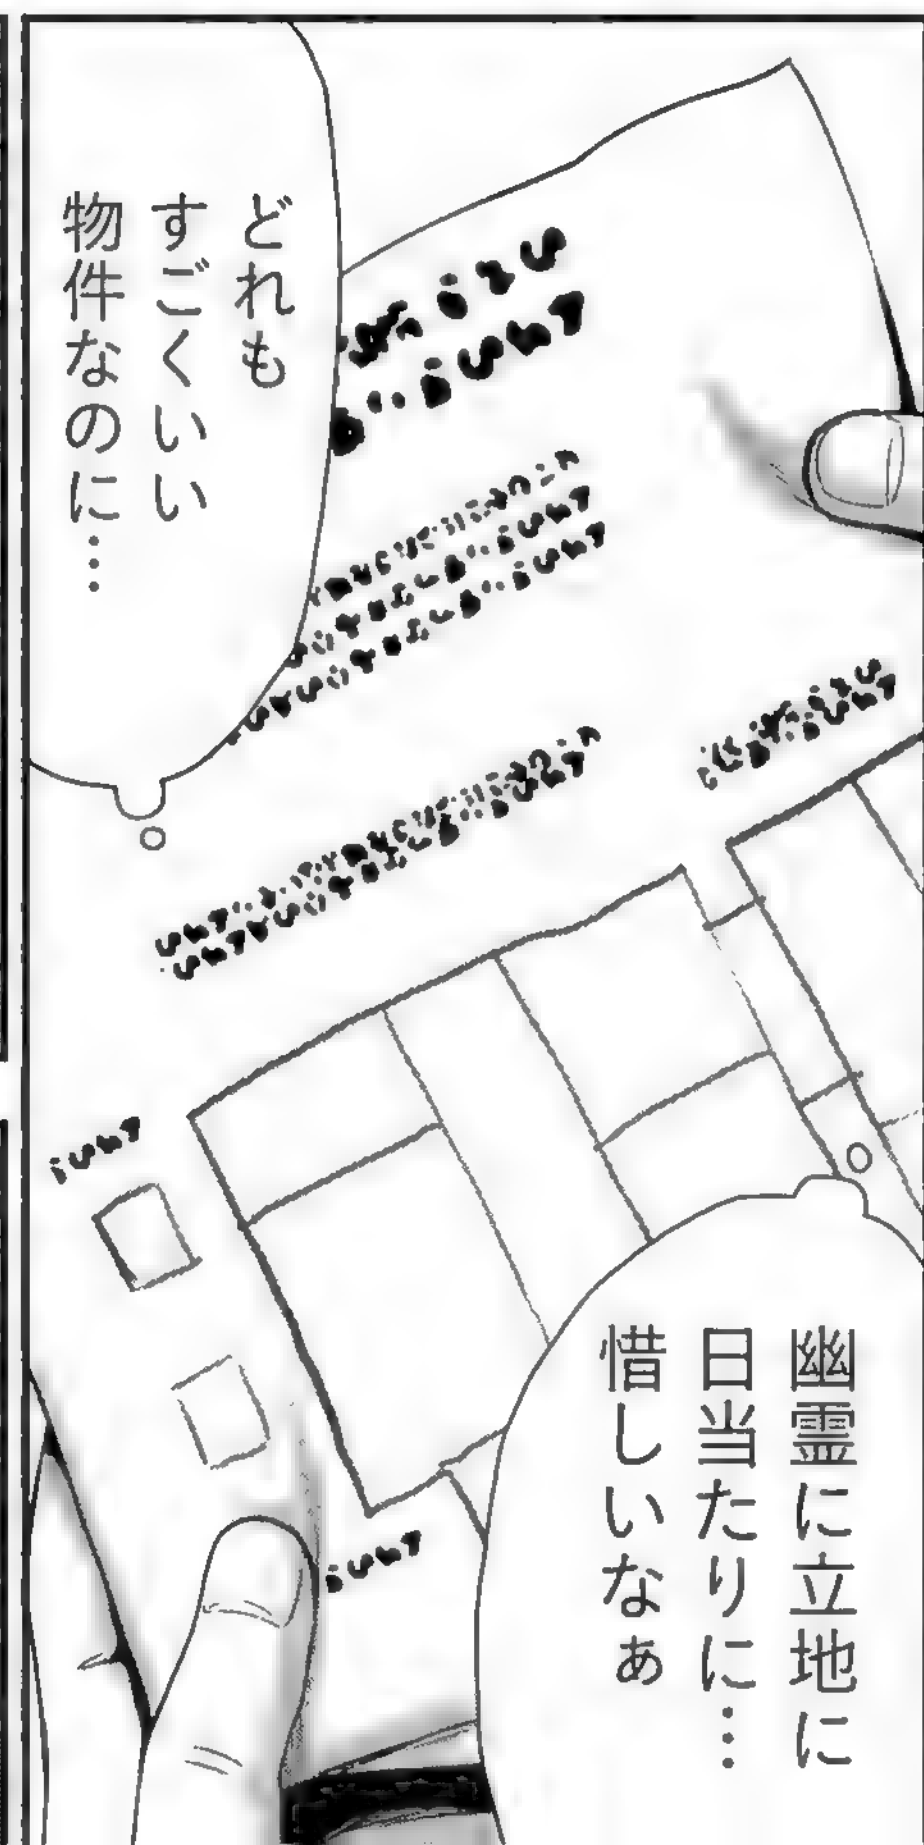 幽霊に立地に
日当たりに…
惜しいなぁ
どれも
すごくいい
物件なのに…